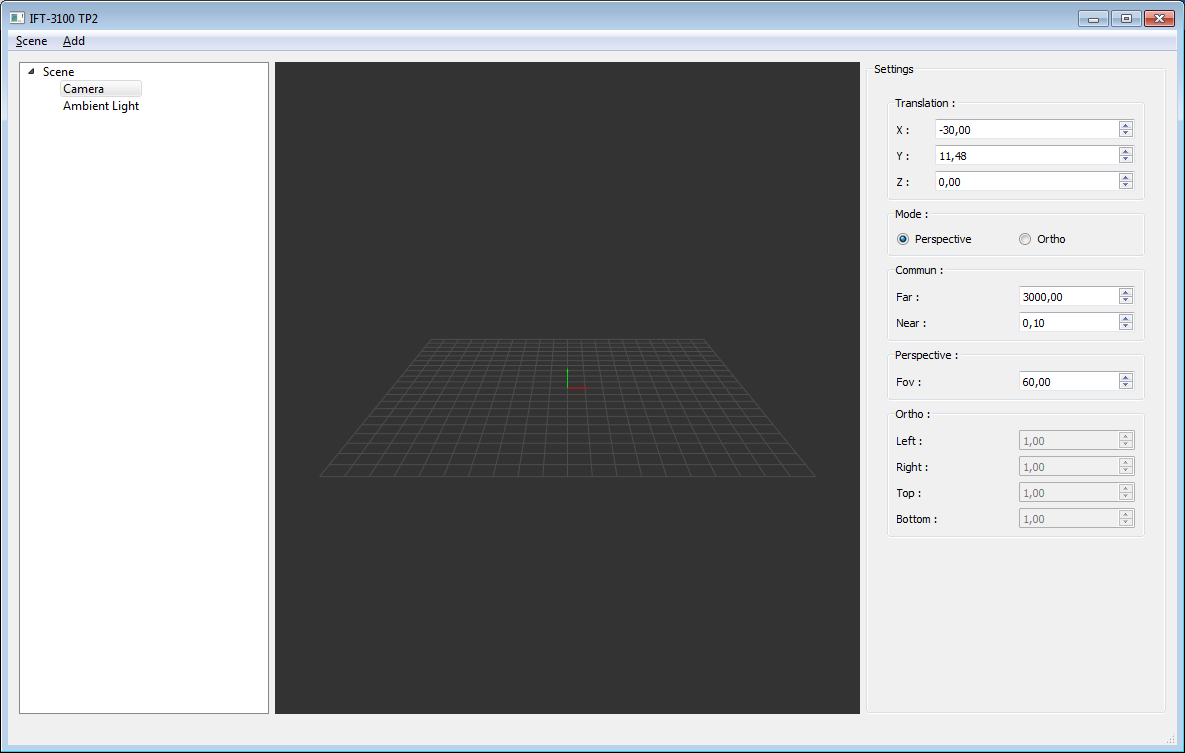 IFT-3100 TP2
Scene Add
Scene
Camera
Ambient Light
Settings
Translation :
X : -30,00
Y : 11,48
Z : 0,00
Mode :
Perspective Ortho
Commun :
Far : 3000,00
Near : 0,10
Perspective :
Fov : 60,00
Ortho :
Left : 1,00
Right : 1,00
Top : 1,00
Bottom : 1,00